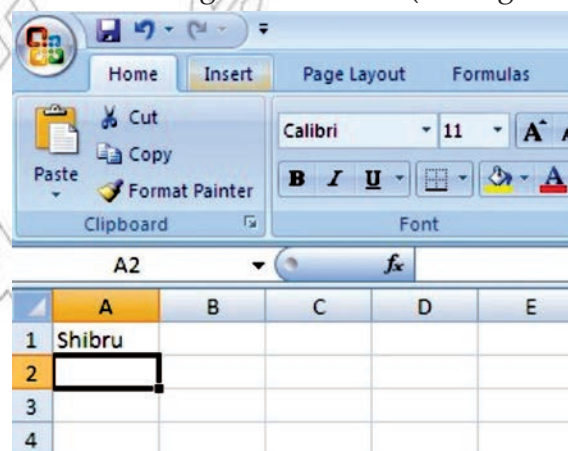 Home Insert Page Layout Formulas
Cut
Copy
Paste
Format Painter
Calibri 11 A A
B I U A
Clipboard Font
A2 fx
A B C D E
1 Shibru
2
3
4